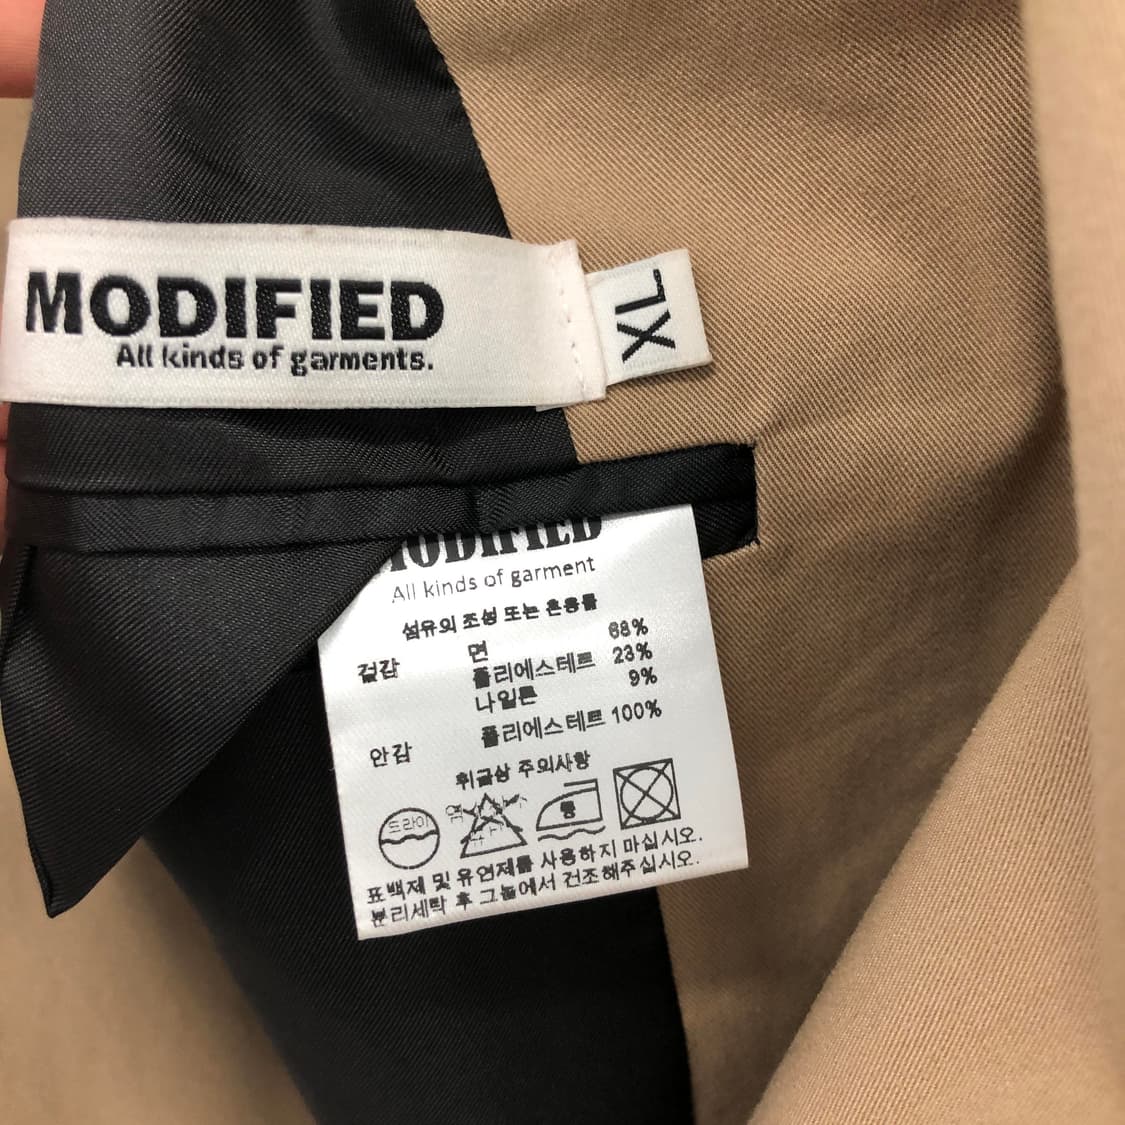 MODIFIED
All kinds of garments.
XL
MODIFIED
All kinds of garment
섬유의 조성 또는 혼용률
겉감 면 68%
폴리에스테르 23%
나일론 9%
안감 폴리에스테르 100%
취급상 주의사항
드라이
염소
중
표백제 및 유연제를 사용하지 마십시오.
분리세탁 후 그늘에서 건조해주십시오.